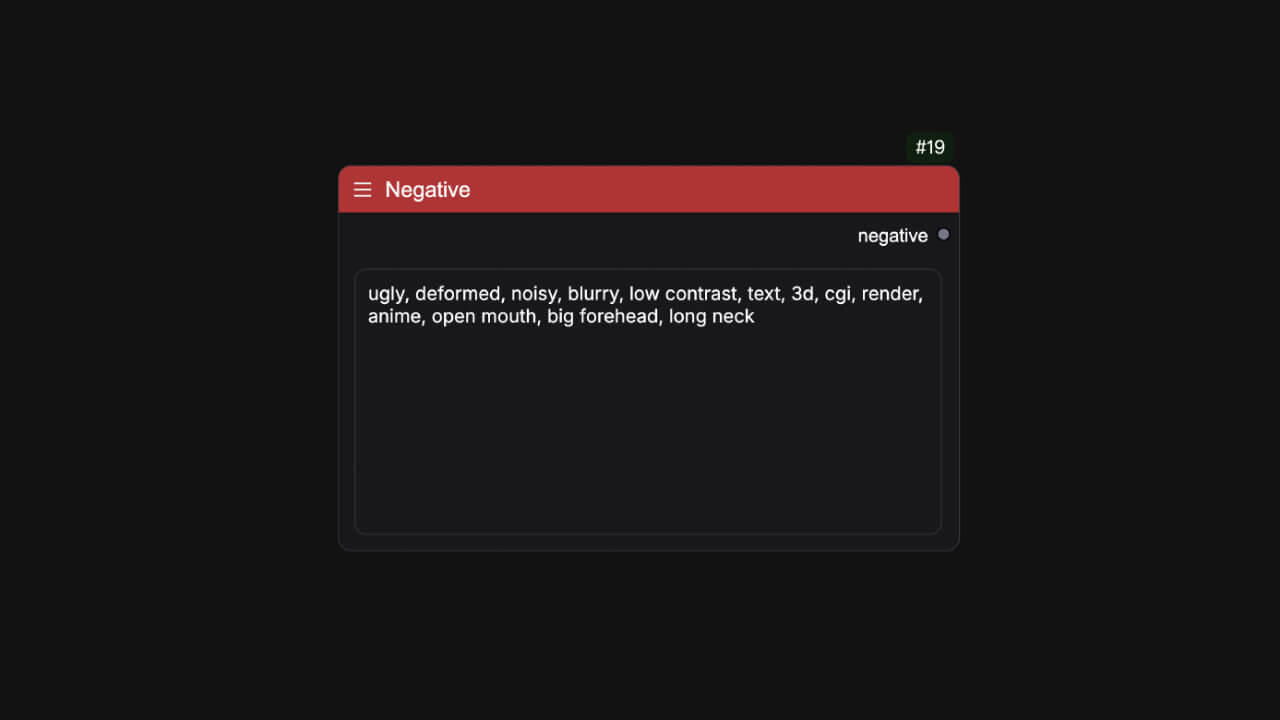 #19
Negative
negative
ugly, deformed, noisy, blurry, low contrast, text, 3d, cgi, render,
anime, open mouth, big forehead, long neck